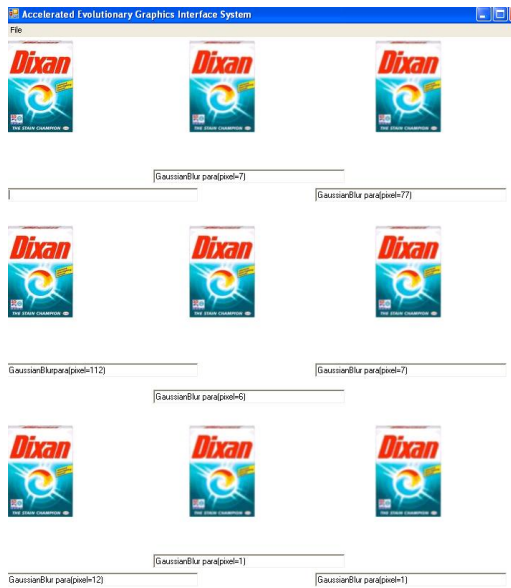 Accelerated Evolutionary Graphics Interface System
File
Dixan Dixan Dixan
THE STAIN CHAMPION THE STAIN CHAMPION THE STAIN CHAMPION
GaussianBlur para(pixel=7)
GaussianBlur para(pixel=77)
Dixan Dixan Dixan
THE STAIN CHAMPION THE STAIN CHAMPION THE STAIN CHAMPION
GaussianBlurpara(pixel=112) GaussianBlur para(pixel=7)
GaussianBlur para(pixel=6)
Dixan Dixan Dixan
THE STAIN CHAMPION THE STAIN CHAMPION THE STAIN CHAMPION
GaussianBlur para(pixel=1)
GaussianBlur para(pixel=12) GaussianBlur para(pixel=1)